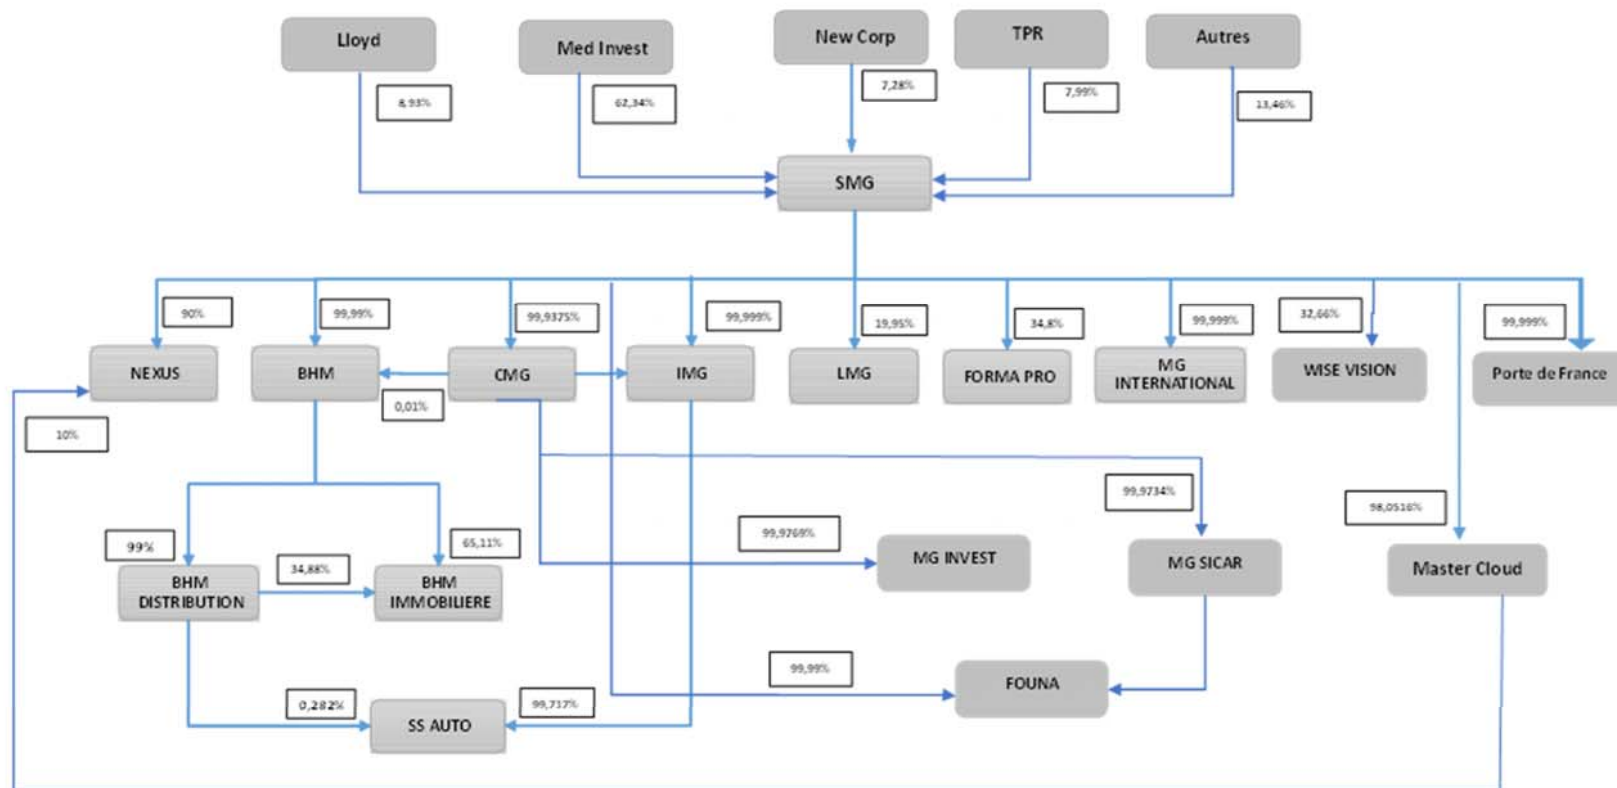 Lloyd
Med Invest
New Corp
TPR
Autres
8,93%
62,34%
7,28%
7,99%
13,46%
SMG
90%
99,99%
99,9375%
99,999%
19,95%
34,8%
99,999%
32,66%
99,999%
NEXUS
BHM
CMG
IMG
LMG
FORMA PRO
MG
INTERNATIONAL
WISE VISION
Porte de France
0,01%
10%
99,9734%
98,0516%
99%
65,11%
99,9769%
34,88%
BHM
DISTRIBUTION
BHM
IMMOBILIERE
MG INVEST
MG SICAR
Master Cloud
99,99%
FOUNA
0,282%
99,717%
SS AUTO